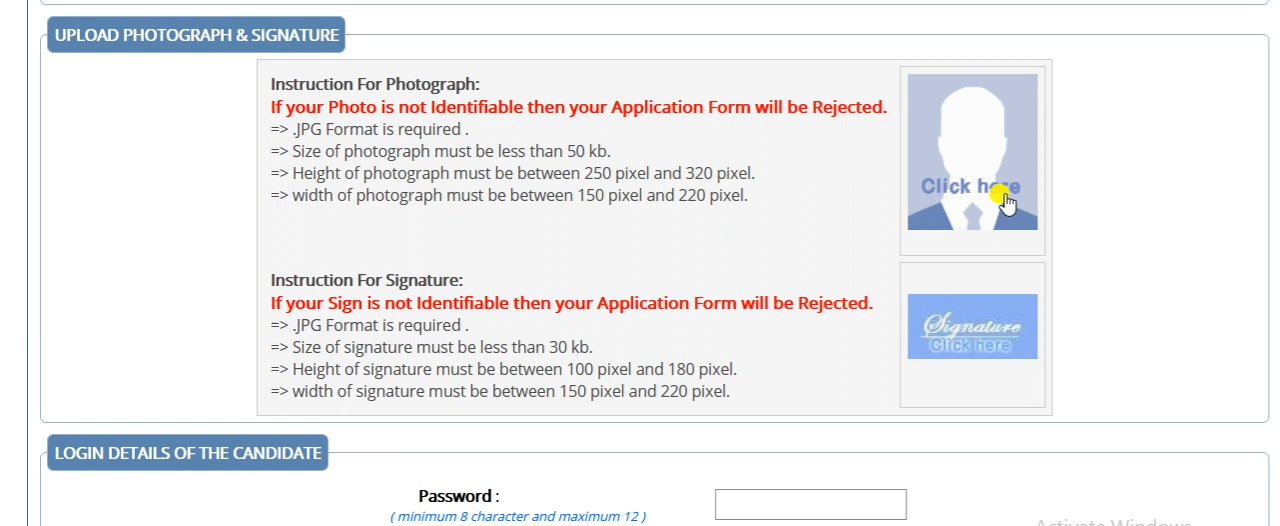 UPLOAD PHOTOGRAPH & SIGNATURE
Instruction For Photograph:
If your Photo is not Identifiable then your Application Form will be Rejected.
=> .JPG Format is required .
=> Size of photograph must be less than 50 kb.
=> Height of photograph must be between 250 pixel and 320 pixel.
=> width of photograph must be between 150 pixel and 220 pixel.
Click here
Instruction For Signature:
If your Sign is not Identifiable then your Application Form will be Rejected.
=> .JPG Format is required .
=> Size of signature must be less than 30 kb.
=> Height of signature must be between 100 pixel and 180 pixel.
=> width of signature must be between 150 pixel and 220 pixel.
Signature
Click here
LOGIN DETAILS OF THE CANDIDATE
Password :
( minimum 8 character and maximum 12 )
Activate Windows